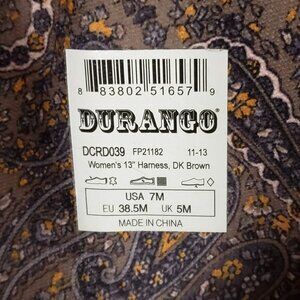 8 83802 51657 9
DURANGO®
DCRD039 FP21182 11-13
Women's 13" Harness, DK Brown
USA 7M
EU 38.5M UK 5M
MADE IN CHINA